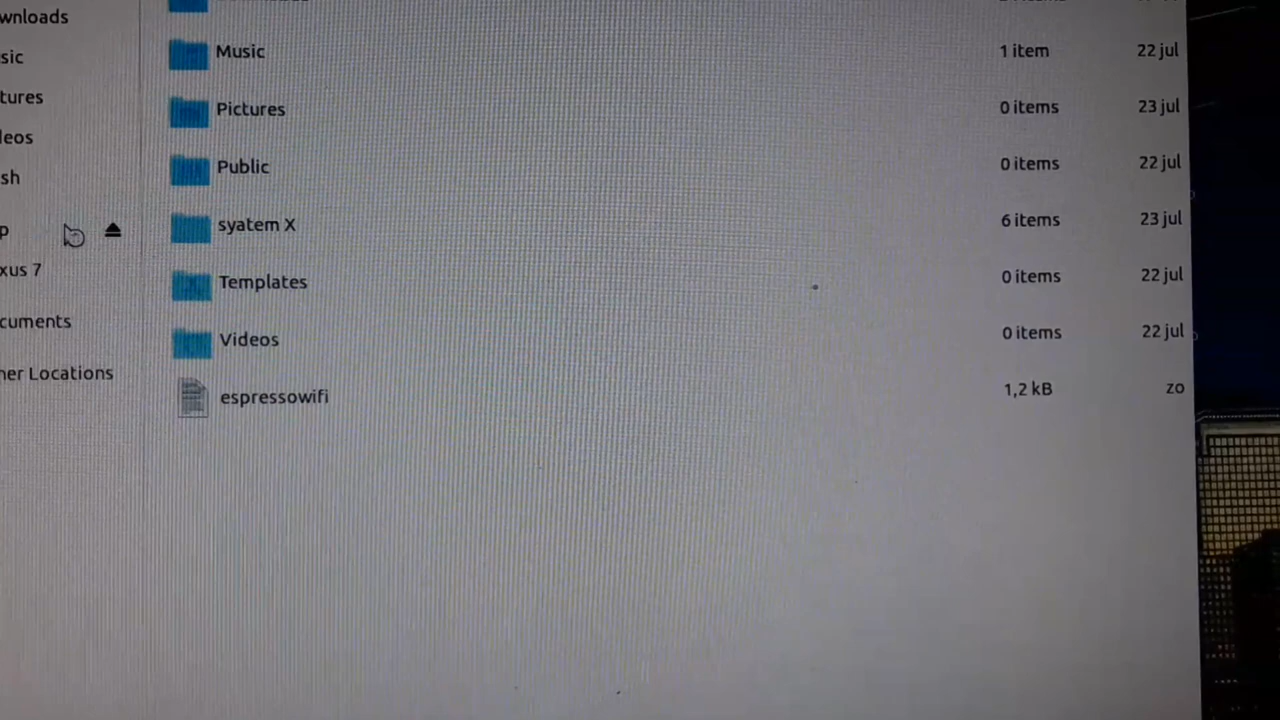 wnloads
sic
tures
deos
sh
p
xus 7
cuments
her Locations
Music 1 item 22 jul
Pictures 0 items 23 jul
Public 0 items 22 jul
syatem X 6 items 23 jul
Templates 0 items 22 jul
Videos 0 items 22 jul
espressowifi 1,2 kB zo